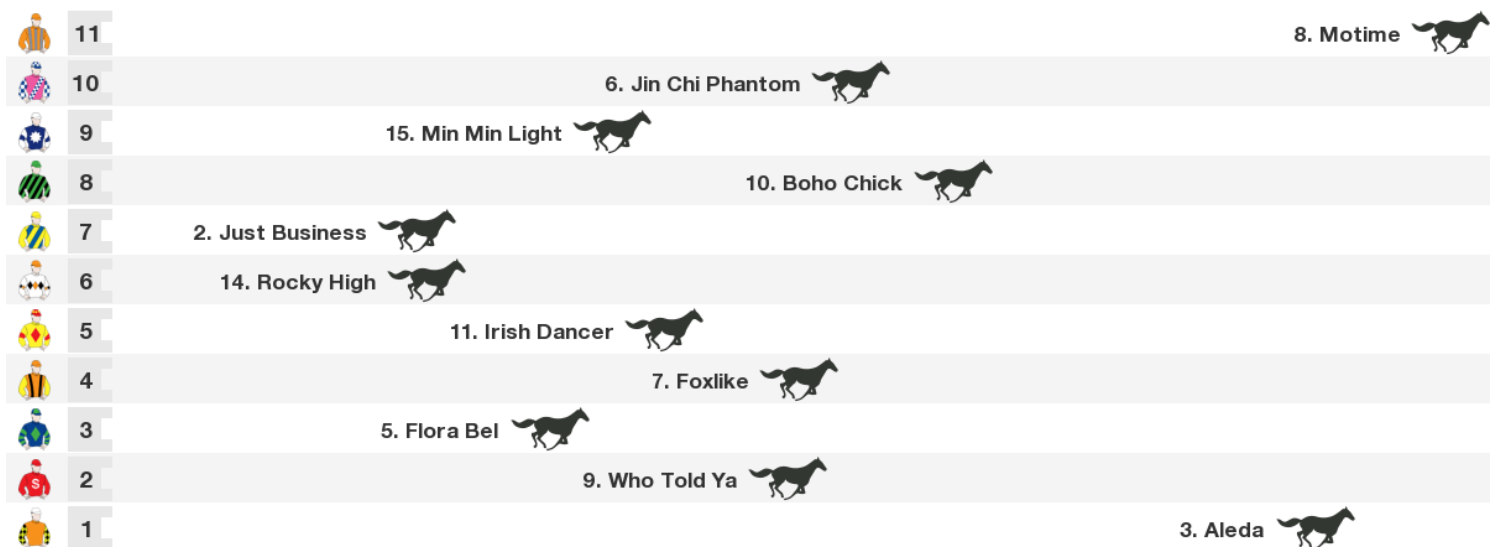 11 8. Motime
10 6. Jin Chi Phantom
9 15. Min Min Light
8 10. Boho Chick
7 2. Just Business
6 14. Rocky High
5 11. Irish Dancer
4 7. Foxlike
3 5. Flora Bel
S 2 9. Who Told Ya
1 3. Aleda